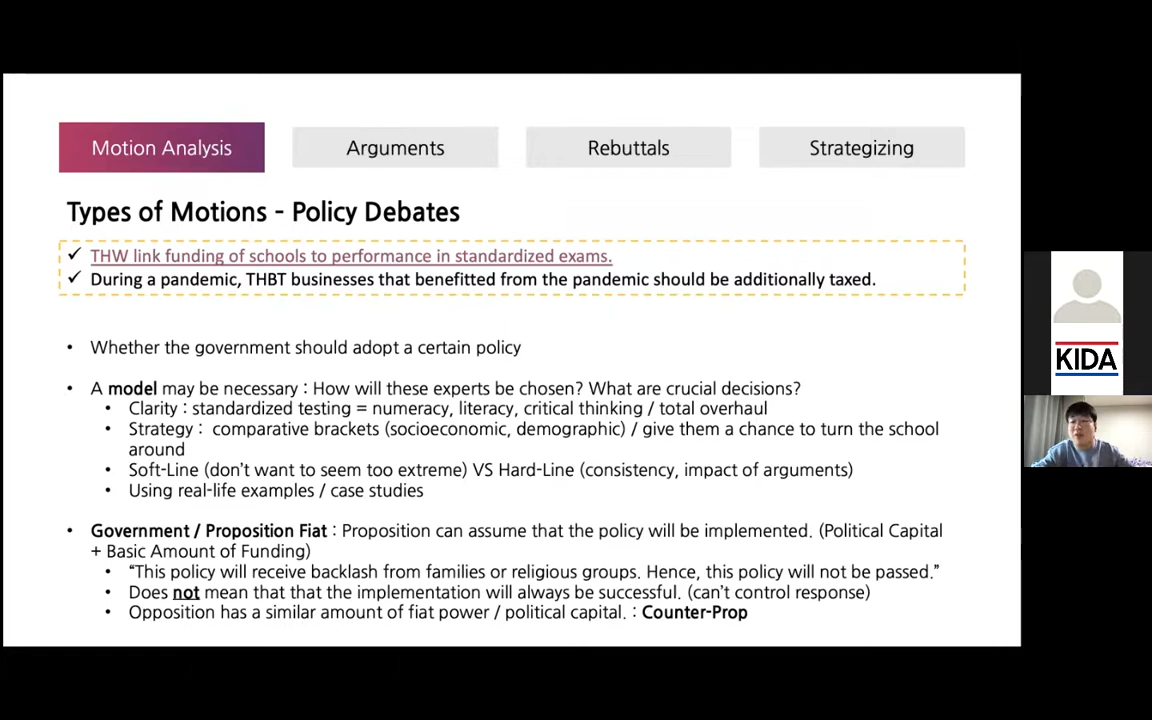 Motion Analysis
Arguments
Rebuttals
Strategizing
Types of Motions - Policy Debates
✓ THW link funding of schools to performance in standardized exams.
✓ During a pandemic, THBT businesses that benefitted from the pandemic should be additionally taxed.
• Whether the government should adopt a certain policy
• A model may be necessary : How will these experts be chosen? What are crucial decisions?
• Clarity : standardized testing = numeracy, literacy, critical thinking / total overhaul
• Strategy : comparative brackets (socioeconomic, demographic) / give them a chance to turn the school
around
• Soft-Line (don't want to seem too extreme) VS Hard-Line (consistency, impact of arguments)
• Using real-life examples / case studies
• Government / Proposition Fiat : Proposition can assume that the policy will be implemented. (Political Capital
+ Basic Amount of Funding)
• “This policy will receive backlash from families or religious groups. Hence, this policy will not be passed.”
• Does not mean that that the implementation will always be successful. (can't control response)
• Opposition has a similar amount of fiat power / political capital. : Counter-Prop
KIDA